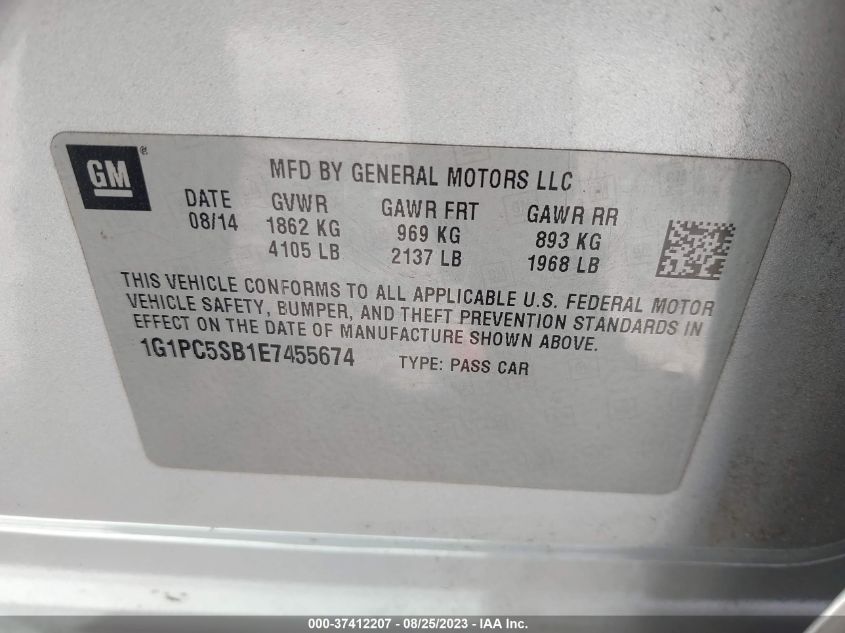 GM®
MFD BY GENERAL MOTORS LLC
DATE GVWR GAWR FRT GAWR RR
08/14 1862 KG 969 KG 893 KG
4105 LB 2137 LB 1968 LB
THIS VEHICLE CONFORMS TO ALL APPLICABLE U.S. FEDERAL MOTOR
VEHICLE SAFETY, BUMPER, AND THEFT PREVENTION STANDARDS IN
EFFECT ON THE DATE OF MANUFACTURE SHOWN ABOVE.
1G1PC5SB1E7455674 TYPE: PASS CAR
000-37412207 - 08/25/2023 - IAA Inc.